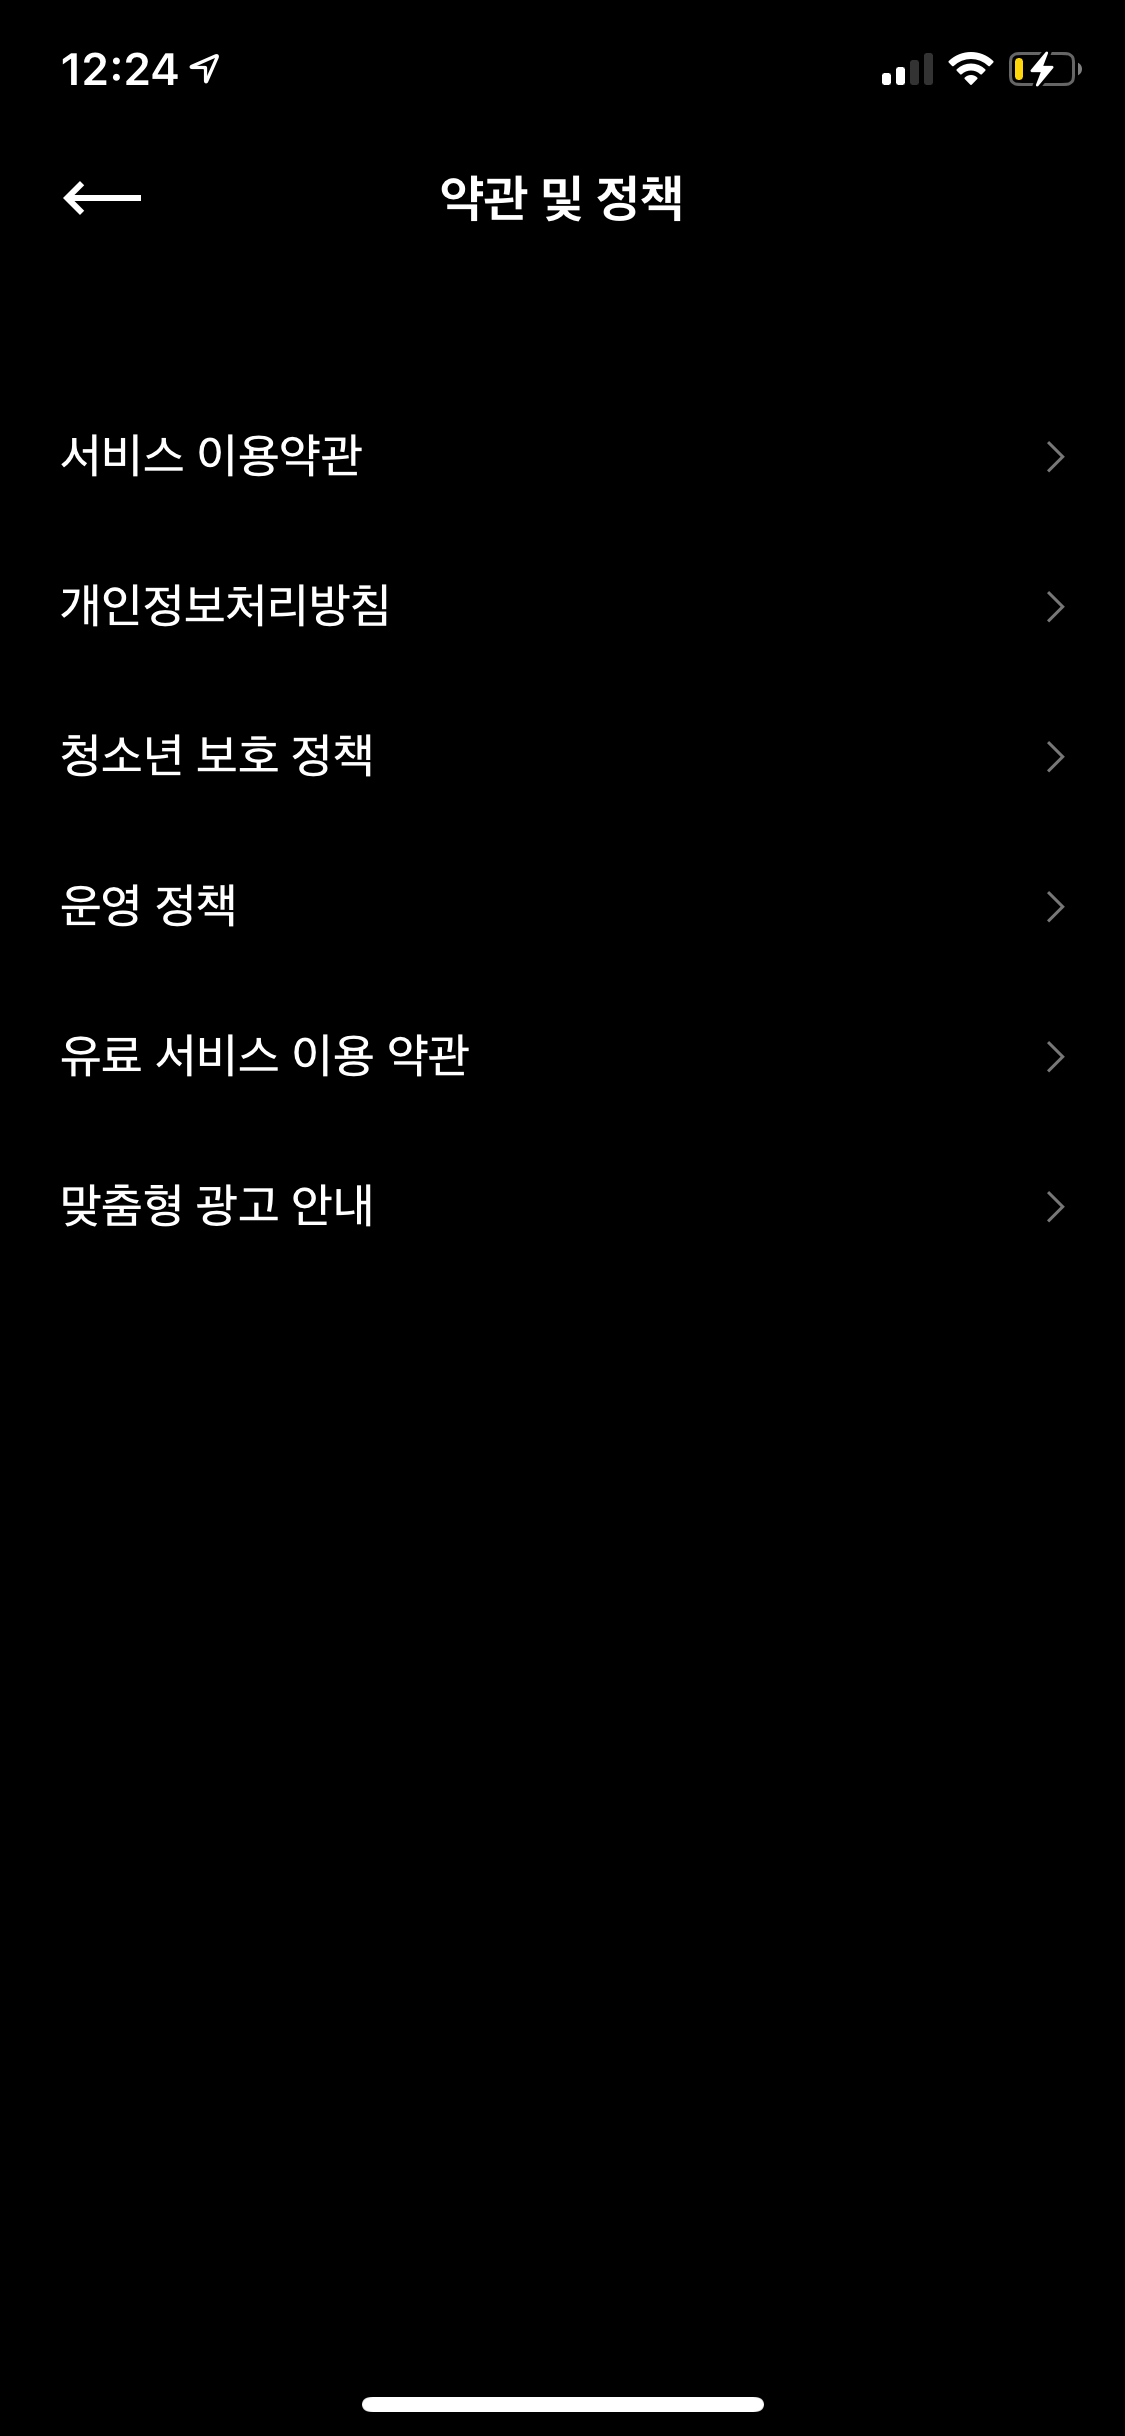 12:24
약관 및 정책
서비스 이용약관
개인정보처리방침
청소년 보호 정책
운영 정책
유료 서비스 이용 약관
맞춤형 광고 안내